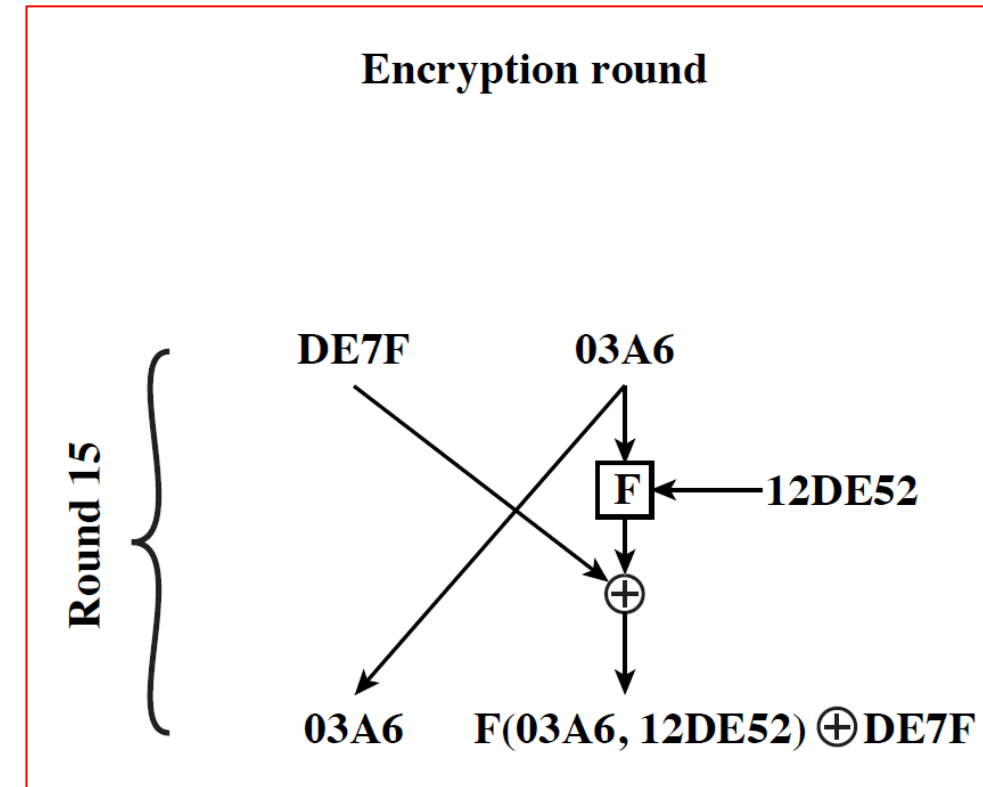 Encryption round
DE7F 03A6
Round 15
F 12DE52
03A6 F(03A6, 12DE52) ⊕ DE7F